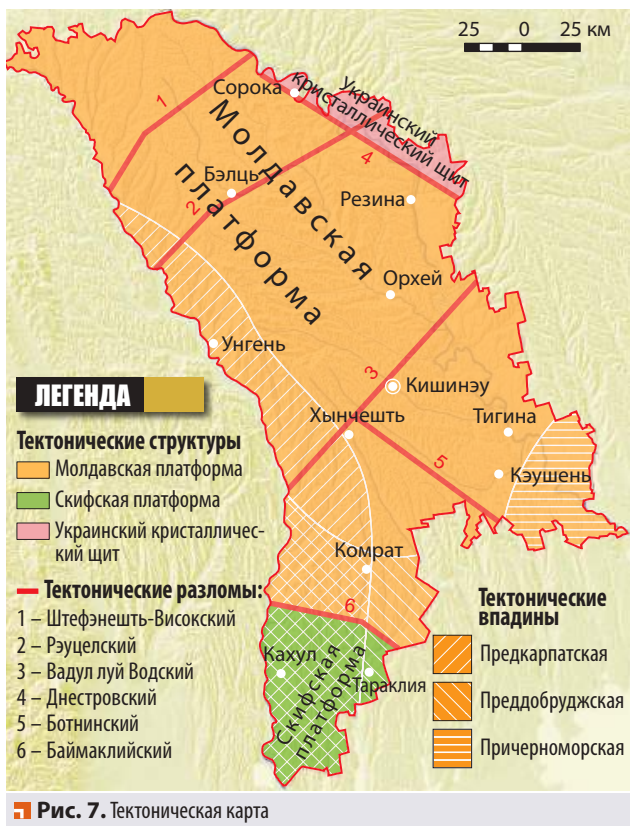 25 0 25 км
Украинский
кристаллический щит
Сорока
Молдавская
платформа
1
4
Бэлць
2
Резина
Орхей
Унгень
3
Кишинэу
Хынчешть
Тигина
5
Кэушень
Комрат
6
Кахул
Тараклия
Скифская
платформа
ЛЕГЕНДА
Тектонические структуры
Молдавская платформа
Скифская платформа
Украинский кристалличес-
кий щит
Тектонические разломы:
1 – Штефэнешть-Високский
2 – Рэуцелский
3 – Вадул луй Водский
4 – Днестровский
5 – Ботнинский
6 – Баймаклийский
Тектонические
впадины
Предкарпатская
Преддобруджская
Причерноморская
Рис. 7. Тектоническая карта